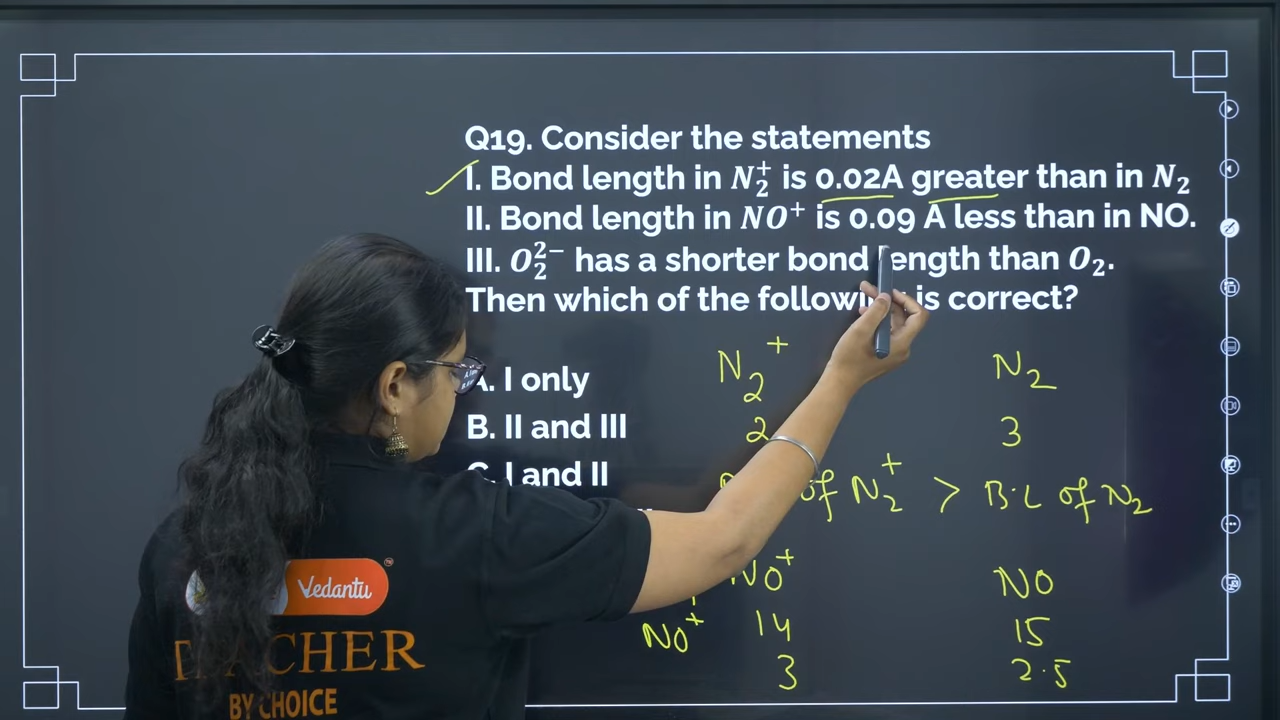 Q19. Consider the statements
I. Bond length in N₂⁺ is 0.02A greater than in N₂
II. Bond length in NO⁺ is 0.09 A less than in NO.
III. O₂²⁻ has a shorter bond length than O₂.
Then which of the following is correct?
A. I only
B. II and III
C. I and II
N₂⁺ N₂
2 3
of N₂⁺ > B·L of N₂
NO⁺ NO
NO⁺ 14 15
3 2.5
Vedantu
TEACHER
BY CHOICE